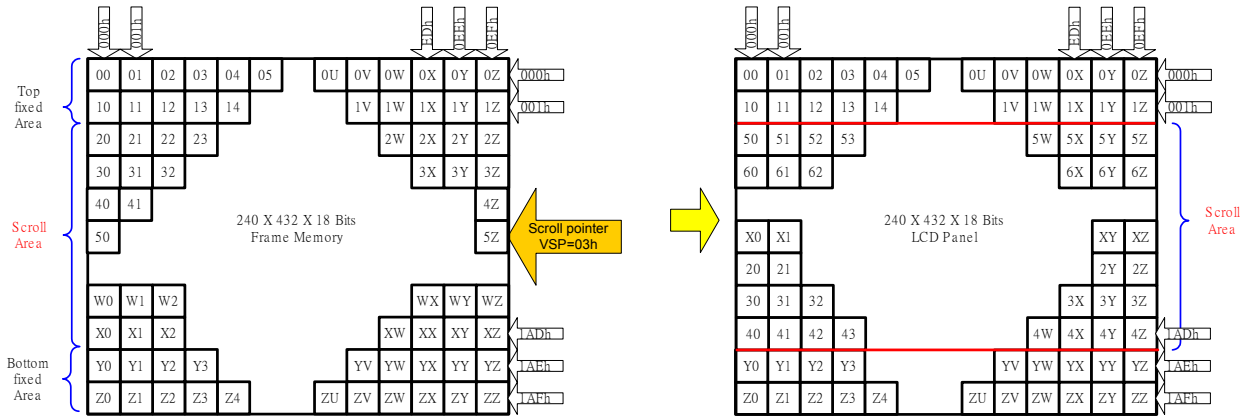 000h 001h EDh 0EEh 0EFh
00 01 02 03 04 05 0U 0V 0W 0X 0Y 0Z 000h
10 11 12 13 14 1V 1W 1X 1Y 1Z 001h
20 21 22 23 2W 2X 2Y 2Z
30 31 32 3X 3Y 3Z
40 41 4Z
50 5Z
W0 W1 W2 WX WY WZ
X0 X1 X2 XW XX XY XZ 1ADh
Y0 Y1 Y2 Y3 YV YW YX YY YZ 1AEh
Z0 Z1 Z2 Z3 Z4 ZU ZV ZW ZX ZY ZZ 1AFh
Top
fixed
Area
Scroll
Area
Bottom
fixed
Area
240 X 432 X 18 Bits
Frame Memory
Scroll pointer
VSP=03h
000h 001h EDh 0EEh 0EFh
00 01 02 03 04 05 0U 0V 0W 0X 0Y 0Z 000h
10 11 12 13 14 1V 1W 1X 1Y 1Z 001h
50 51 52 53 5W 5X 5Y 5Z
60 61 62 6X 6Y 6Z
X0 X1 XY XZ
20 21 2Y 2Z
30 31 32 3X 3Y 3Z
40 41 42 43 4W 4X 4Y 4Z 1ADh
Y0 Y1 Y2 Y3 YV YW YX YY YZ 1AEh
Z0 Z1 Z2 Z3 Z4 ZU ZV ZW ZX ZY ZZ 1AFh
240 X 432 X 18 Bits
LCD Panel
Scroll
Area